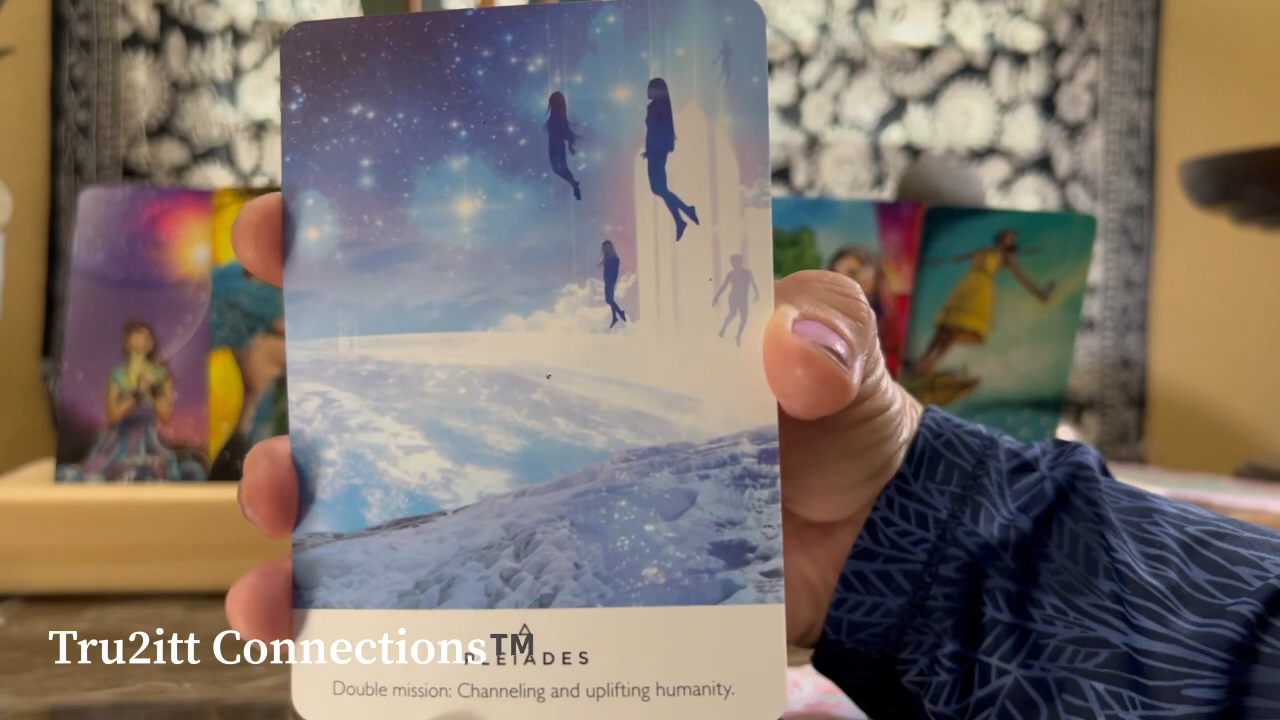 Tru2itt Connections™
PLEIADES
Double mission: Channeling and uplifting humanity.